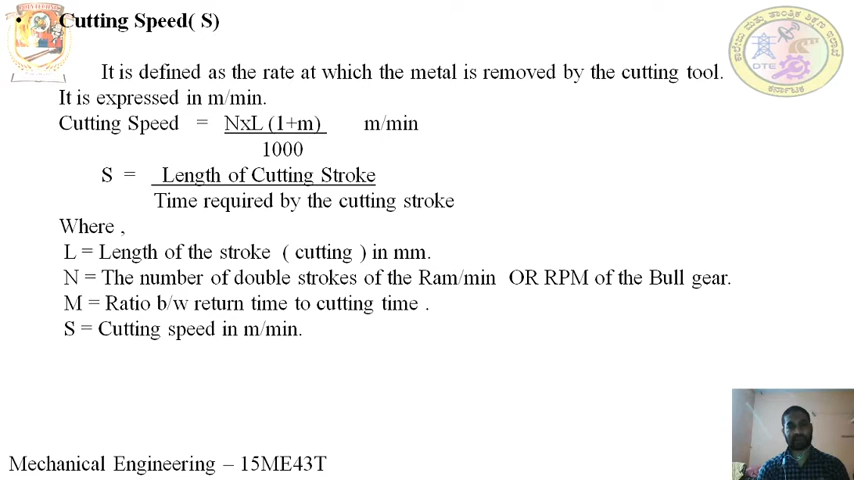 • Cutting Speed( S)
It is defined as the rate at which the metal is removed by the cutting tool.
It is expressed in m/min.
Cutting Speed = NxL (1+m) m/min
1000
S = Length of Cutting Stroke
Time required by the cutting stroke
Where ,
L = Length of the stroke ( cutting ) in mm.
N = The number of double strokes of the Ram/min OR RPM of the Bull gear.
M = Ratio b/w return time to cutting time .
S = Cutting speed in m/min.
DTE
ಕರ್ನಾಟಕ
Mechanical Engineering – 15ME43T